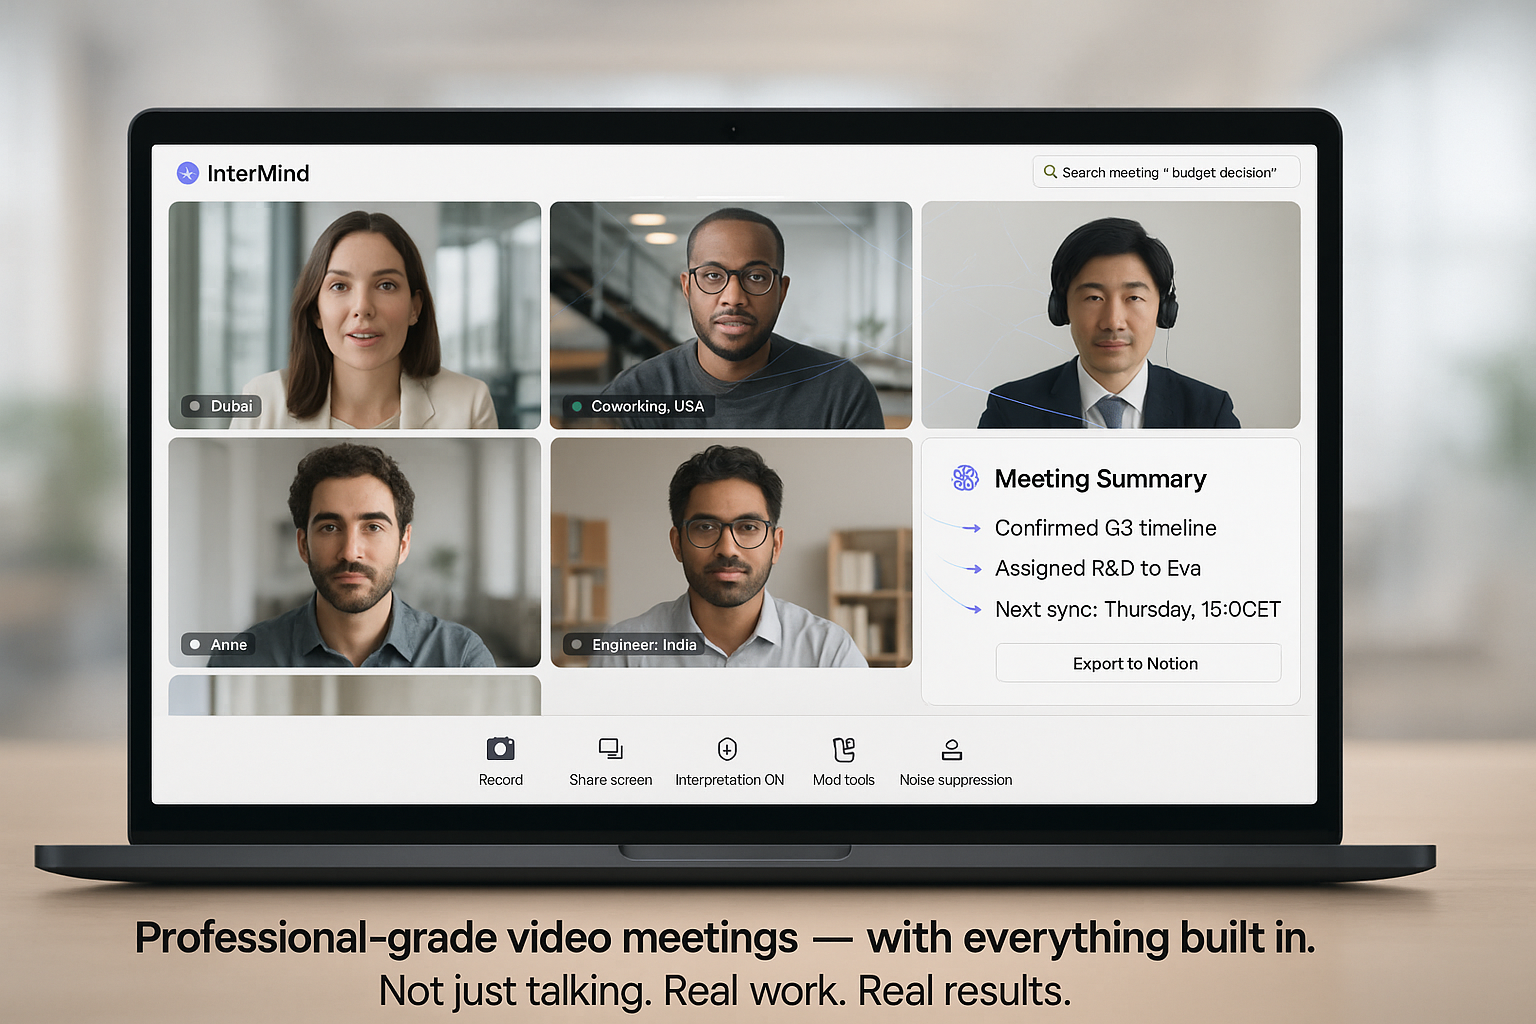 InterMind
Search meeting “ budget decision”
Dubai
Coworking, USA
Anne
Engineer: India
Meeting Summary
Confirmed G3 timeline
Assigned R&D to Eva
Next sync: Thursday, 15:0CET
Export to Notion
Record
Share screen
Interpretation ON
Mod tools
Noise suppression
Professional-grade video meetings — with everything built in.
Not just talking. Real work. Real results.